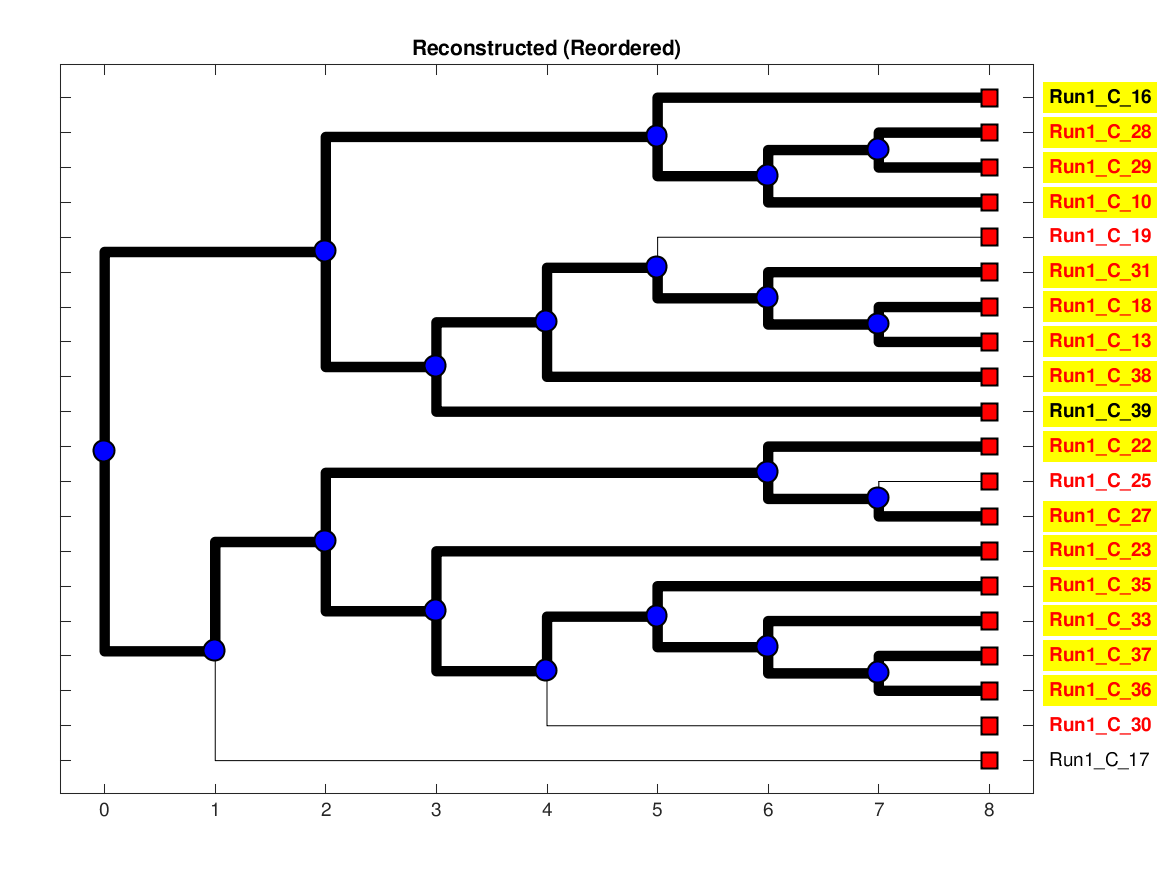 Reconstructed (Reordered)
Run1_C_16
Run1_C_28
Run1_C_29
Run1_C_10
Run1_C_19
Run1_C_31
Run1_C_18
Run1_C_13
Run1_C_38
Run1_C_39
Run1_C_22
Run1_C_25
Run1_C_27
Run1_C_23
Run1_C_35
Run1_C_33
Run1_C_37
Run1_C_36
Run1_C_30
Run1_C_17
0 1 2 3 4 5 6 7 8